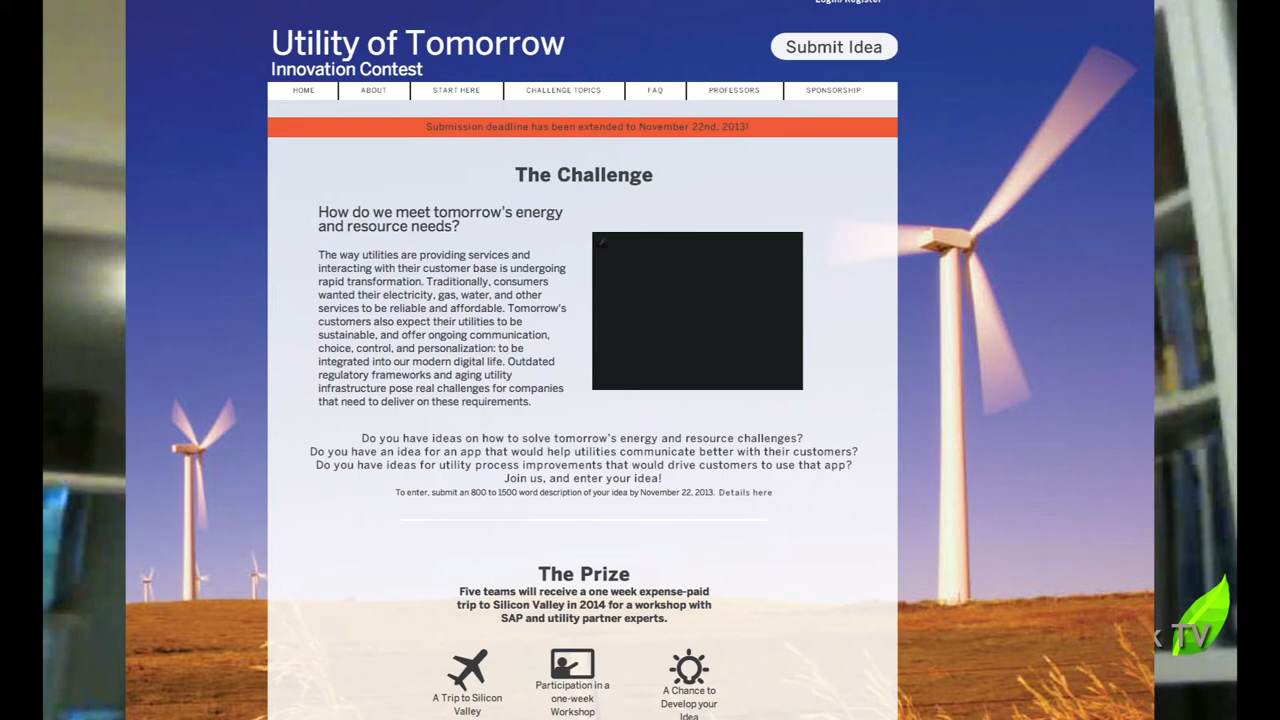 Login/Register
Utility of Tomorrow
Innovation Contest
Submit Idea
HOME
ABOUT
START HERE
CHALLENGE TOPICS
FAQ
PROFESSORS
SPONSORSHIP
Submission deadline has been extended to November 22nd, 2013!
The Challenge
How do we meet tomorrow's energy
and resource needs?
The way utilities are providing services and
interacting with their customer base is undergoing
rapid transformation. Traditionally, consumers
wanted their electricity, gas, water, and other
services to be reliable and affordable. Tomorrow's
customers also expect their utilities to be
sustainable, and offer ongoing communication,
choice, control, and personalization: to be
integrated into our modern digital life. Outdated
regulatory frameworks and aging utility
infrastructure pose real challenges for companies
that need to deliver on these requirements.
Do you have ideas on how to solve tomorrow's energy and resource challenges?
Do you have an idea for an app that would help utilities communicate better with their customers?
Do you have ideas for utility process improvements that would drive customers to use that app?
Join us, and enter your idea!
To enter, submit an 800 to 1500 word description of your idea by November 22, 2013. Details here
The Prize
Five teams will receive a one week expense-paid
trip to Silicon Valley in 2014 for a workshop with
SAP and utility partner experts.
A Trip to Silicon
Valley
Participation in a
one-week
Workshop
A Chance to
Develop your
Idea
k TV